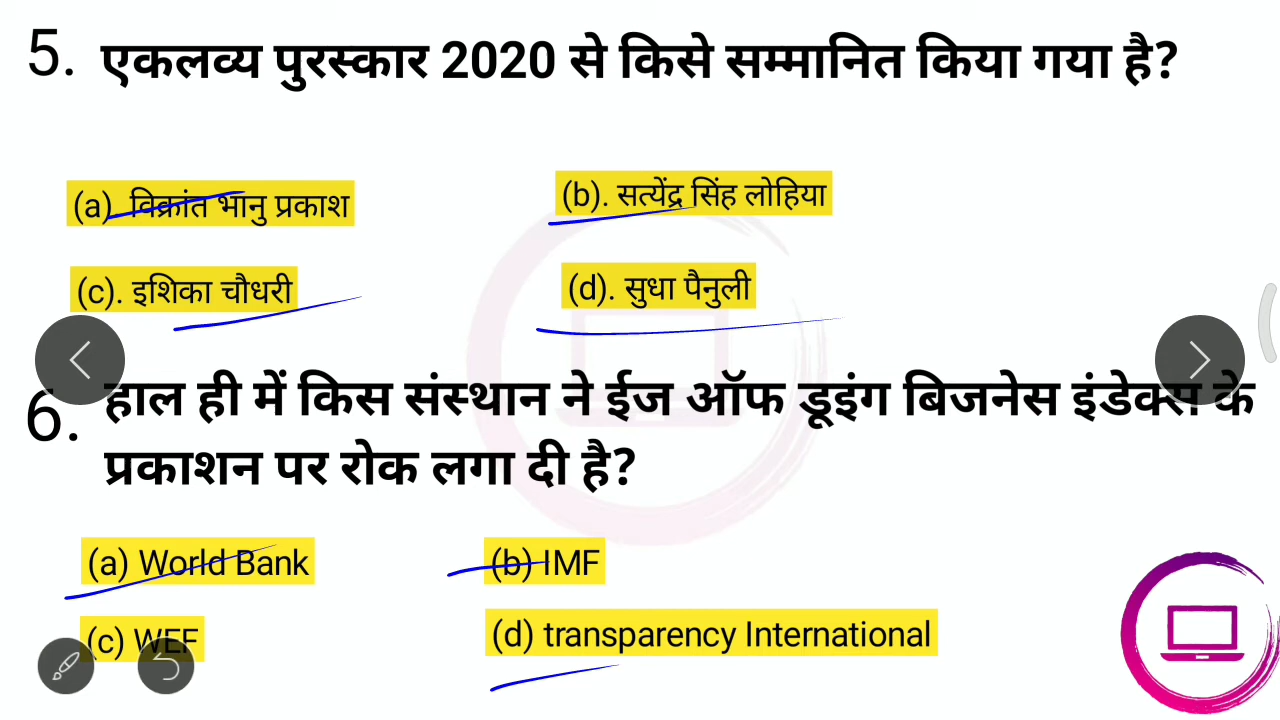 5. एकलव्य पुरस्कार 2020 से किसे सम्मानित किया गया है?
(a). विक्रांत भानु प्रकाश
(b). सत्येंद्र सिंह लोहिया
(c). इशिका चौधरी
(d). सुधा पैनुली
6. हाल ही में किस संस्थान ने ईज ऑफ डूइंग बिजनेस इंडेक्स के
प्रकाशन पर रोक लगा दी है?
(a) World Bank
(b) IMF
(c) WEF
(d) transparency International